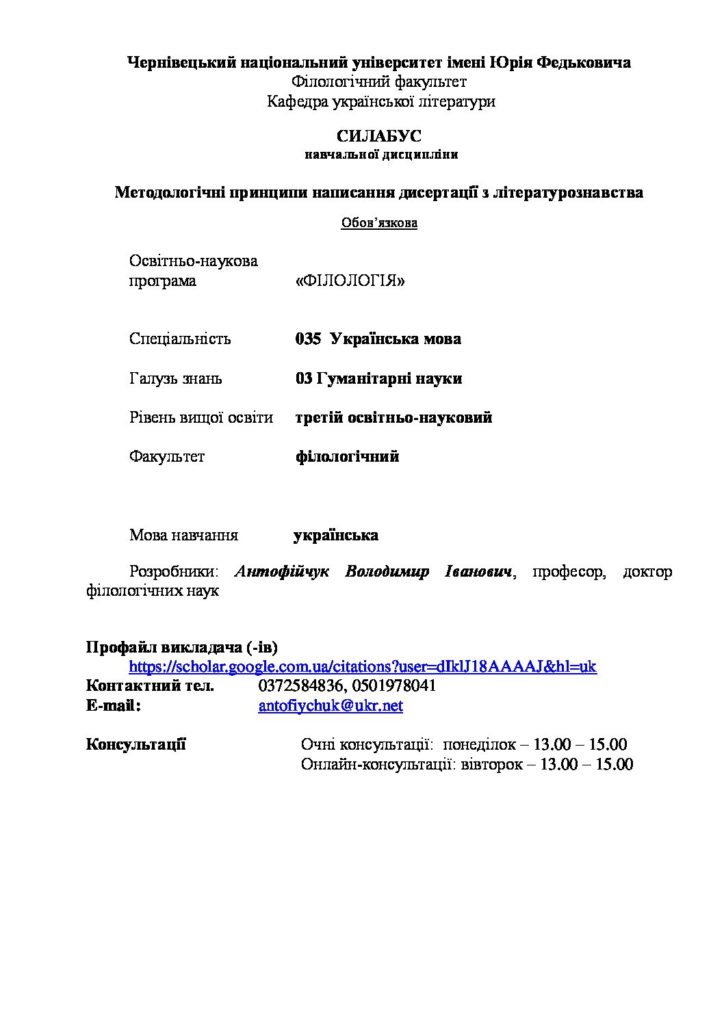 Чернівецький національний університет імені Юрія Федьковича
Філологічний факультет
Кафедра української літератури
СИЛАБУС
навчальної дисципліни
Методологічні принципи написання дисертації з літературознавства
Обов’язкова
Освітньо-наукова
програма «ФІЛОЛОГІЯ»
Спеціальність 035 Українська мова
Галузь знань 03 Гуманітарні науки
Рівень вищої освіти третій освітньо-науковий
Факультет філологічний
Мова навчання українська
Розробники: Антофійчук Володимир Іванович, професор, доктор
філологічних наук
Профайл викладача (-ів)
https://scholar.google.com.ua/citations?user=dIklJ18AAAAJ&hl=uk
Контактний тел. 0372584836, 0501978041
E-mail: antofiychuk@ukr.net
Консультації Очні консультації: понеділок – 13.00 – 15.00
Онлайн-консультації: вівторок – 13.00 – 15.00